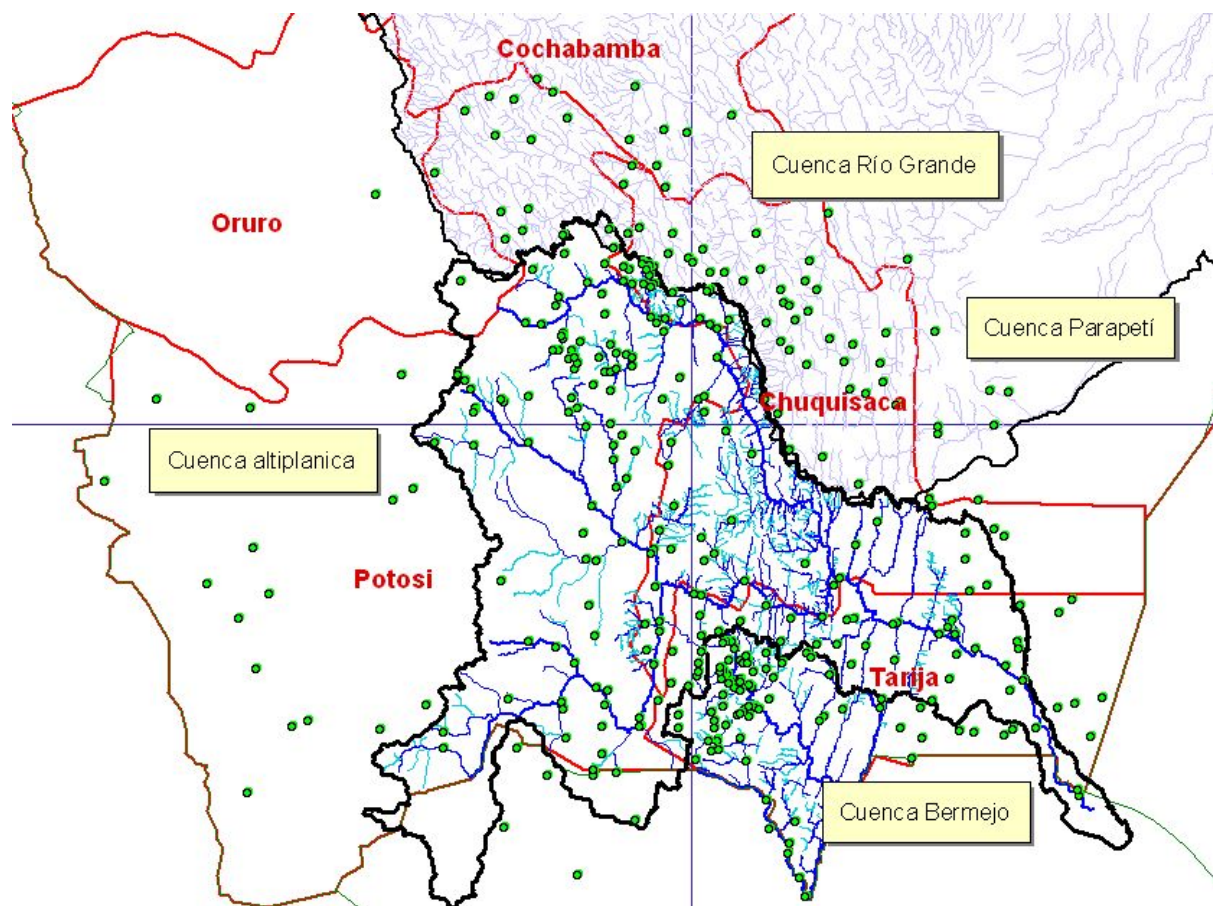 Cochabamba
Cuenca Río Grande
Oruro
Cuenca Parapetí
Chuquisaca
Cuenca altiplanica
Potosi
Tarija
Cuenca Bermejo